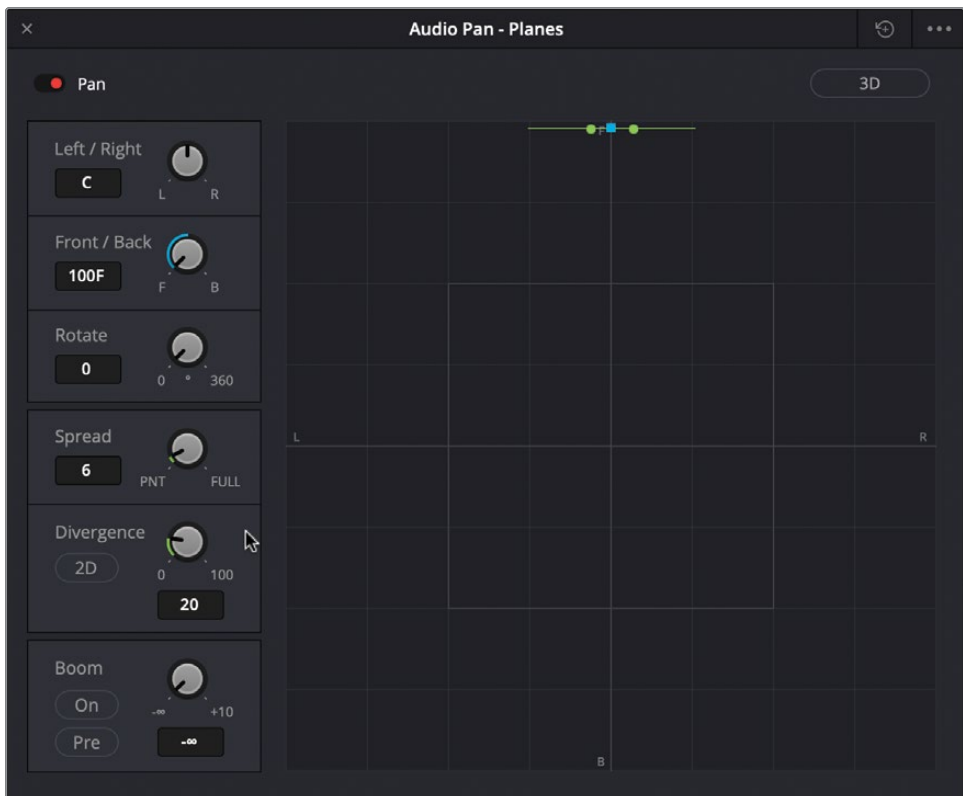 Audio Pan - Planes
Pan
3D
Left / Right
C
L R
Front / Back
100F
F B
Rotate
0
0 ° 360
Spread
6
PNT FULL
Divergence
2D
0 100
20
Boom
On
-∞ +10
Pre
-∞
F
L
R
B